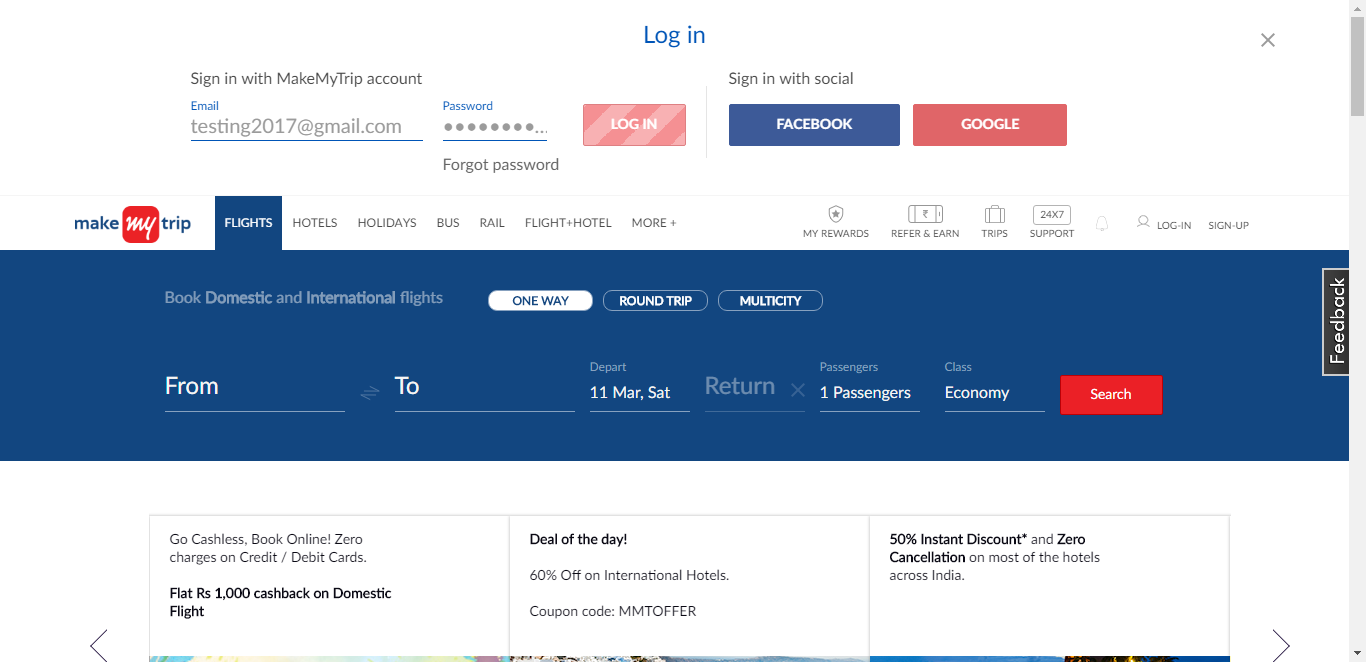 Log in
Sign in with MakeMyTrip account
Email
testing2017@gmail.com
Password
●●●●●●●●...
LOG IN
Forgot password
Sign in with social
FACEBOOK
GOOGLE
make my trip
FLIGHTS
HOTELS
HOLIDAYS
BUS
RAIL
FLIGHT+HOTEL
MORE +
MY REWARDS
REFER & EARN
TRIPS
24X7
SUPPORT
LOG-IN
SIGN-UP
Book Domestic and International flights
ONE WAY
ROUND TRIP
MULTICITY
Feedback
From
To
Depart
11 Mar, Sat
Return
Passengers
1 Passengers
Class
Economy
Search
Go Cashless, Book Online! Zero
charges on Credit / Debit Cards.
Flat Rs 1,000 cashback on Domestic
Flight
Deal of the day!
60% Off on International Hotels.
Coupon code: MMTOFFER
50% Instant Discount* and Zero
Cancellation on most of the hotels
across India.